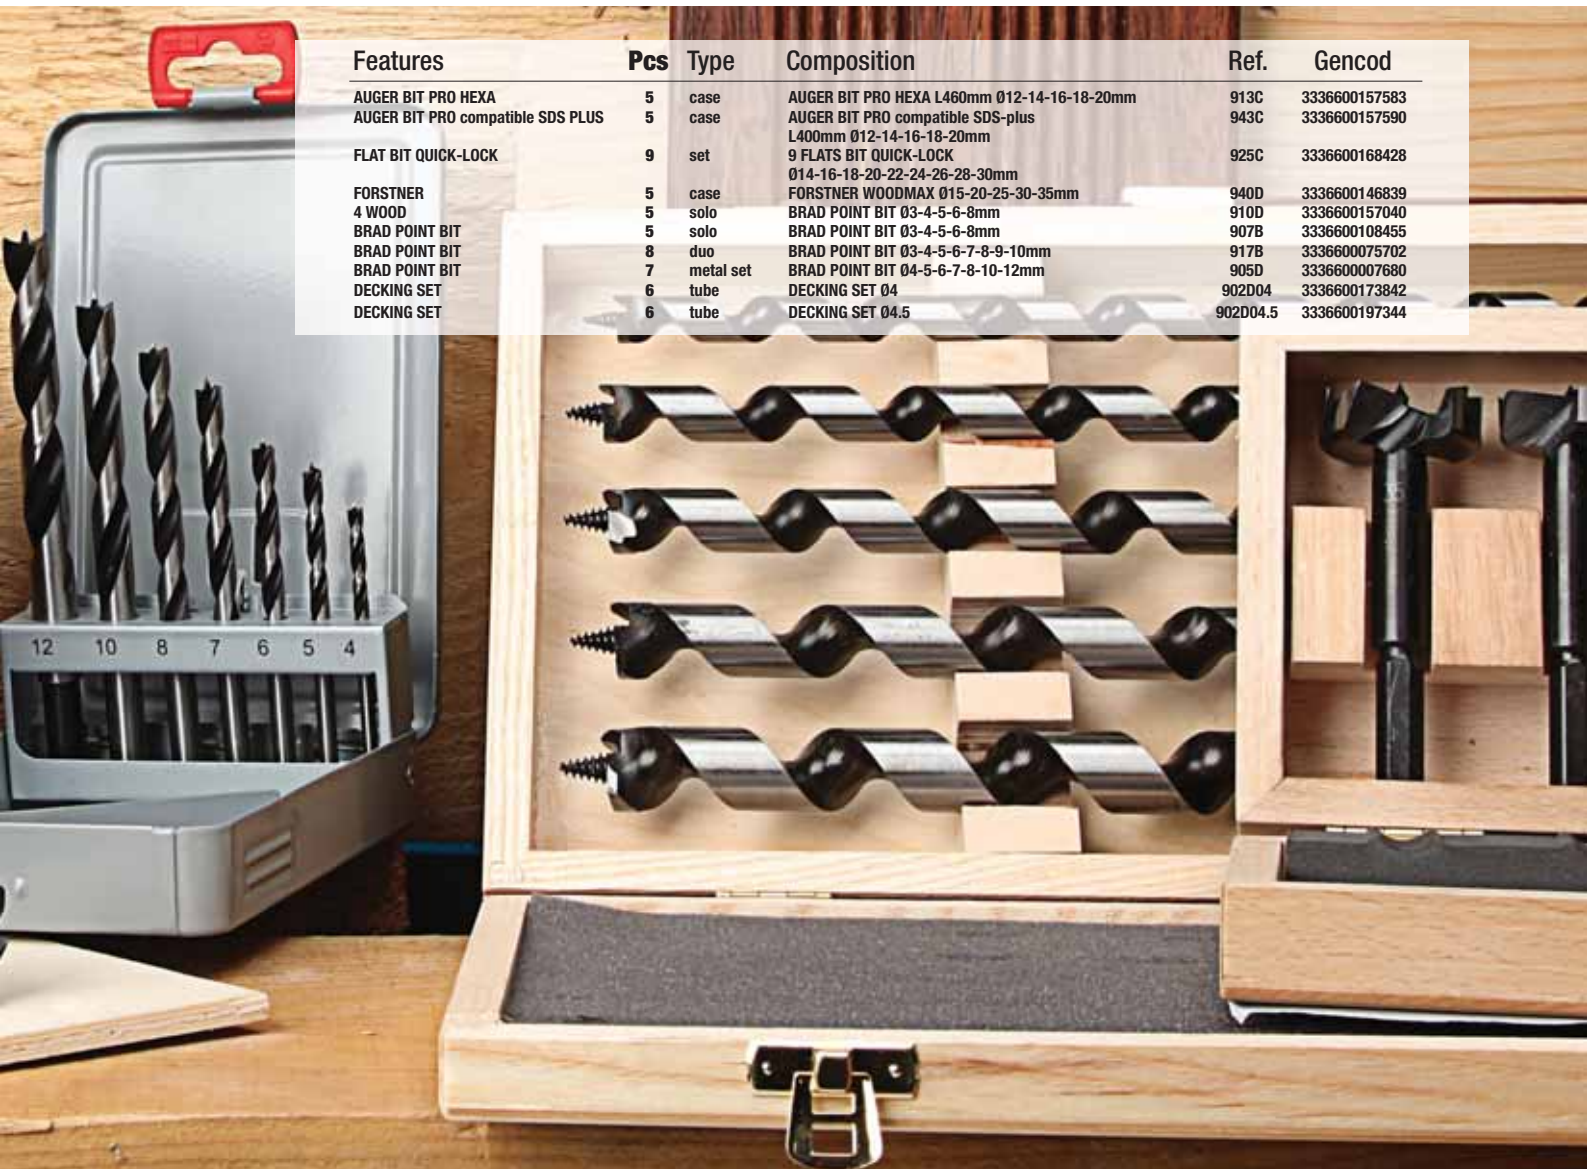 Features Pcs Type Composition Ref. Gencod
AUGER BIT PRO HEXA 5 case AUGER BIT PRO HEXA L460mm Ø12-14-16-18-20mm 913C 3336600157583
AUGER BIT PRO compatible SDS PLUS 5 case AUGER BIT PRO compatible SDS-plus 943C 3336600157590
L400mm Ø12-14-16-18-20mm
FLAT BIT QUICK-LOCK 9 set 9 FLATS BIT QUICK-LOCK 925C 3336600168428
Ø14-16-18-20-22-24-26-28-30mm
FORSTNER 5 case FORSTNER WOODMAX Ø15-20-25-30-35mm 940D 3336600146839
4 WOOD 5 solo BRAD POINT BIT Ø3-4-5-6-8mm 910D 3336600157040
BRAD POINT BIT 5 solo BRAD POINT BIT Ø3-4-5-6-8mm 907B 3336600108455
BRAD POINT BIT 8 duo BRAD POINT BIT Ø3-4-5-6-7-8-9-10mm 917B 3336600075702
BRAD POINT BIT 7 metal set BRAD POINT BIT Ø4-5-6-7-8-10-12mm 905D 3336600007680
DECKING SET 6 tube DECKING SET Ø4 902D04 3336600173842
DECKING SET 6 tube DECKING SET Ø4.5 902D04.5 3336600197344
35
12 10 8 7 6 5 4